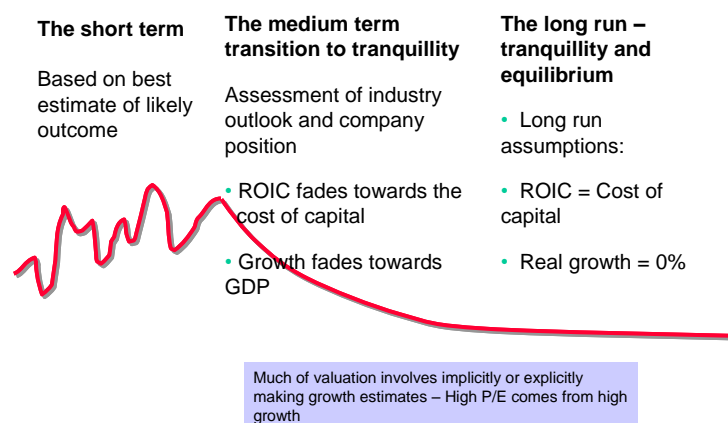 The short term
Based on best
estimate of likely
outcome
The medium term
transition to tranquillity
Assessment of industry
outlook and company
position
• ROIC fades towards the
cost of capital
• Growth fades towards
GDP
The long run –
tranquillity and
equilibrium
• Long run
assumptions:
• ROIC = Cost of
capital
• Real growth = 0%
Much of valuation involves implicitly or explicitly
making growth estimates – High P/E comes from high
growth